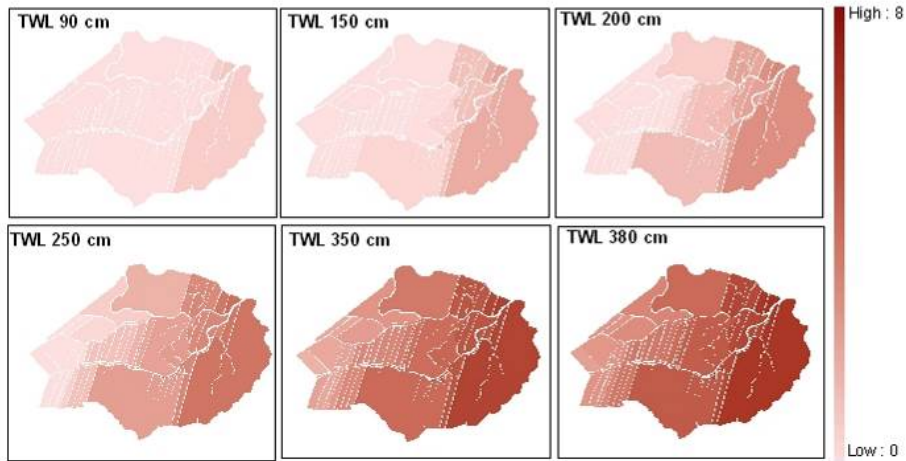 TWL 90 cm
TWL 150 cm
TWL 200 cm
High : 8
TWL 250 cm
TWL 350 cm
TWL 380 cm
Low : 0